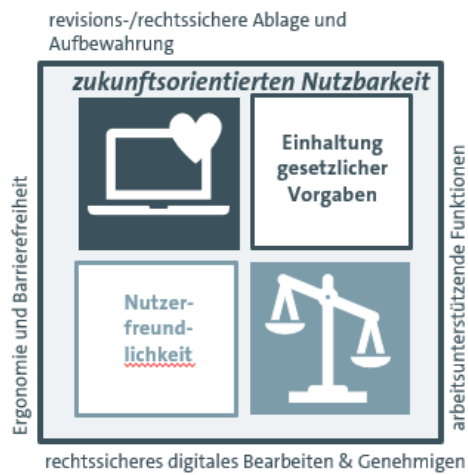 revisions-/rechtssichere Ablage und
Aufbewahrung
zukunftsorientierten Nutzbarkeit
Einhaltung
gesetzlicher
Vorgaben
Ergonomie und Barrierefreiheit
arbeitsunterstützende Funktionen
Nutzer-
freund-
lichkeit
rechtssicheres digitales Bearbeiten & Genehmigen